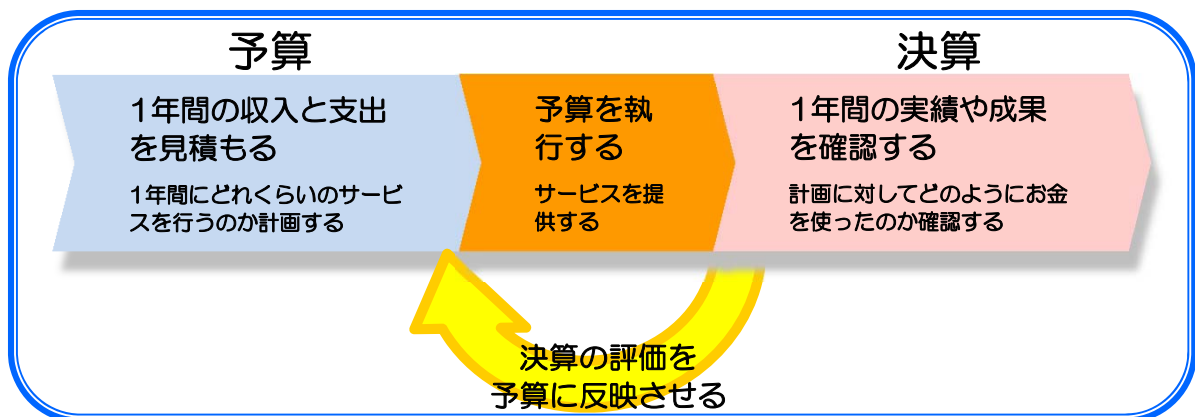 予算
決算
1年間の収入と支出
を見積もる
1年間にどれくらいのサービ
スを行うのか計画する
予算を執
行する
サービスを提
供する
1年間の実績や成果
を確認する
計画に対してどのようにお金
を使ったのか確認する
決算の評価を
予算に反映させる